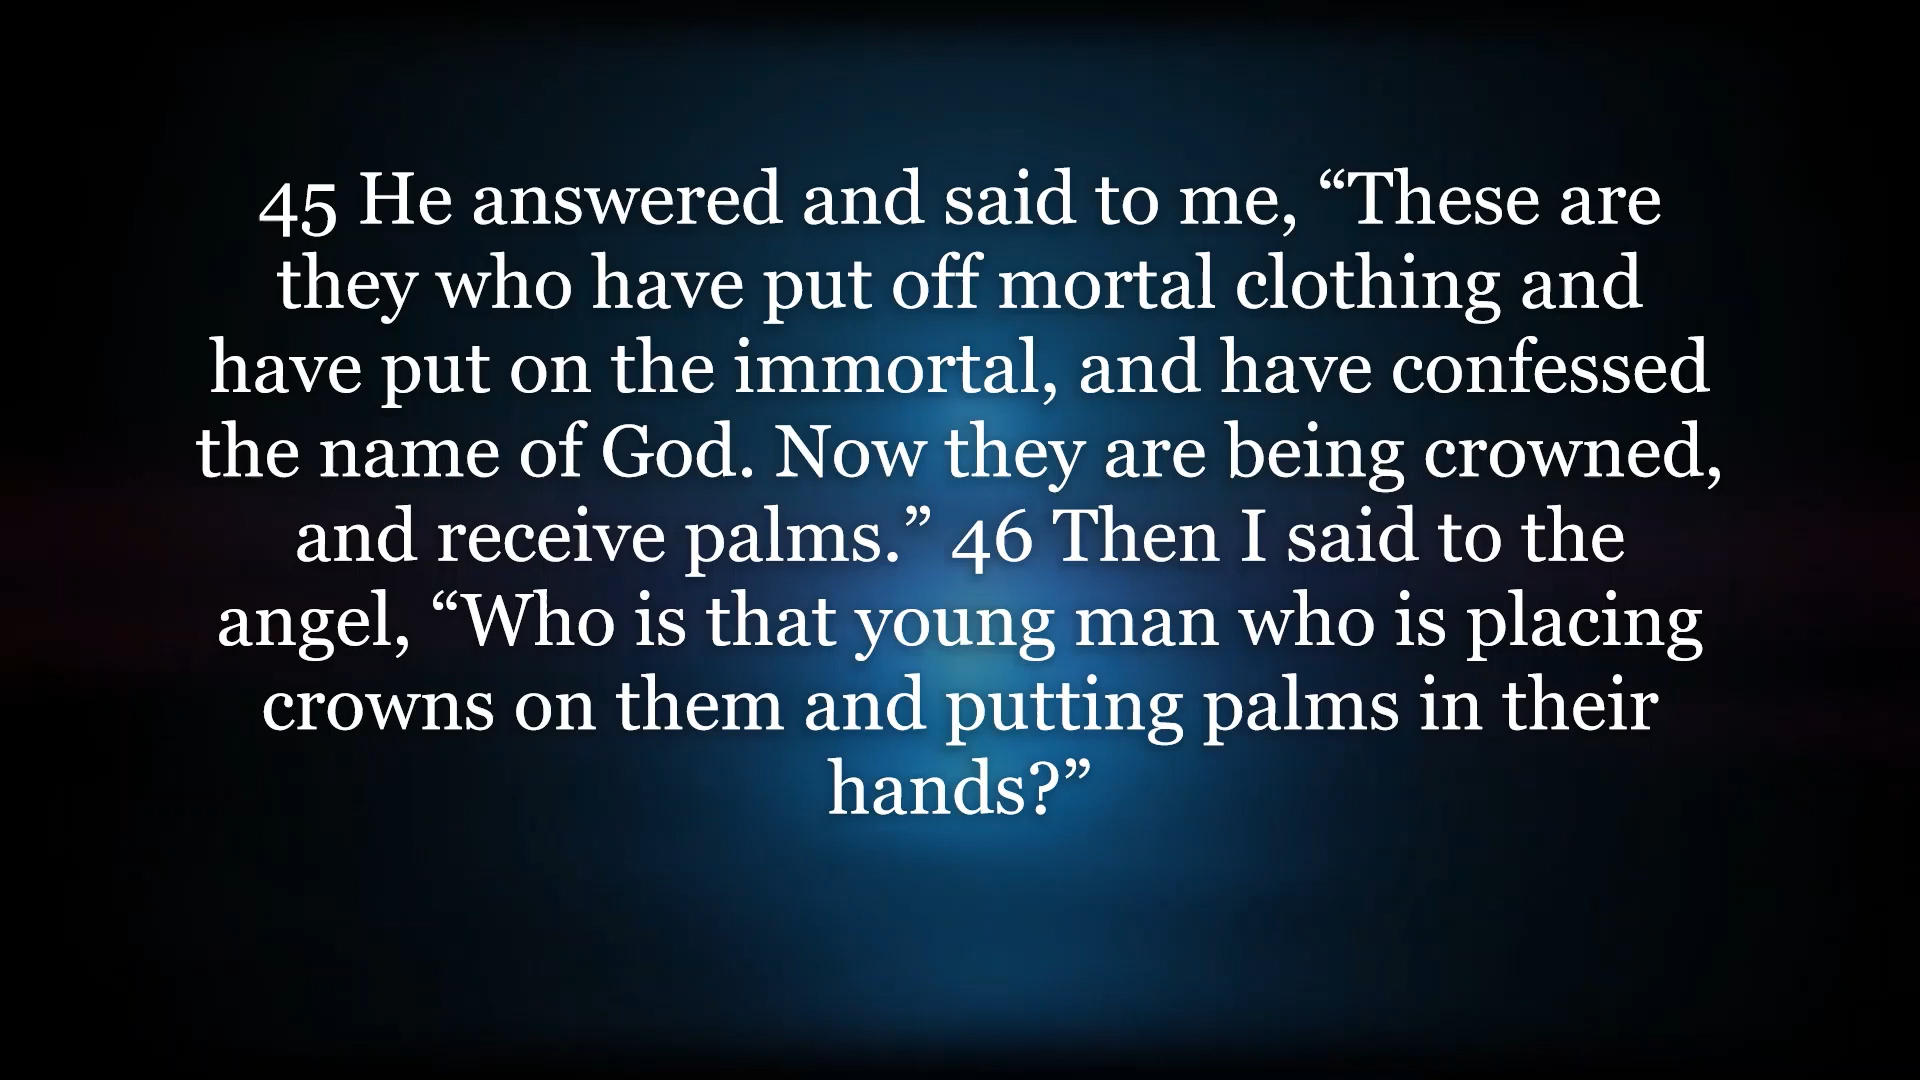 45 He answered and said to me, “These are
they who have put off mortal clothing and
have put on the immortal, and have confessed
the name of God. Now they are being crowned,
and receive palms.” 46 Then I said to the
angel, “Who is that young man who is placing
crowns on them and putting palms in their
hands?”